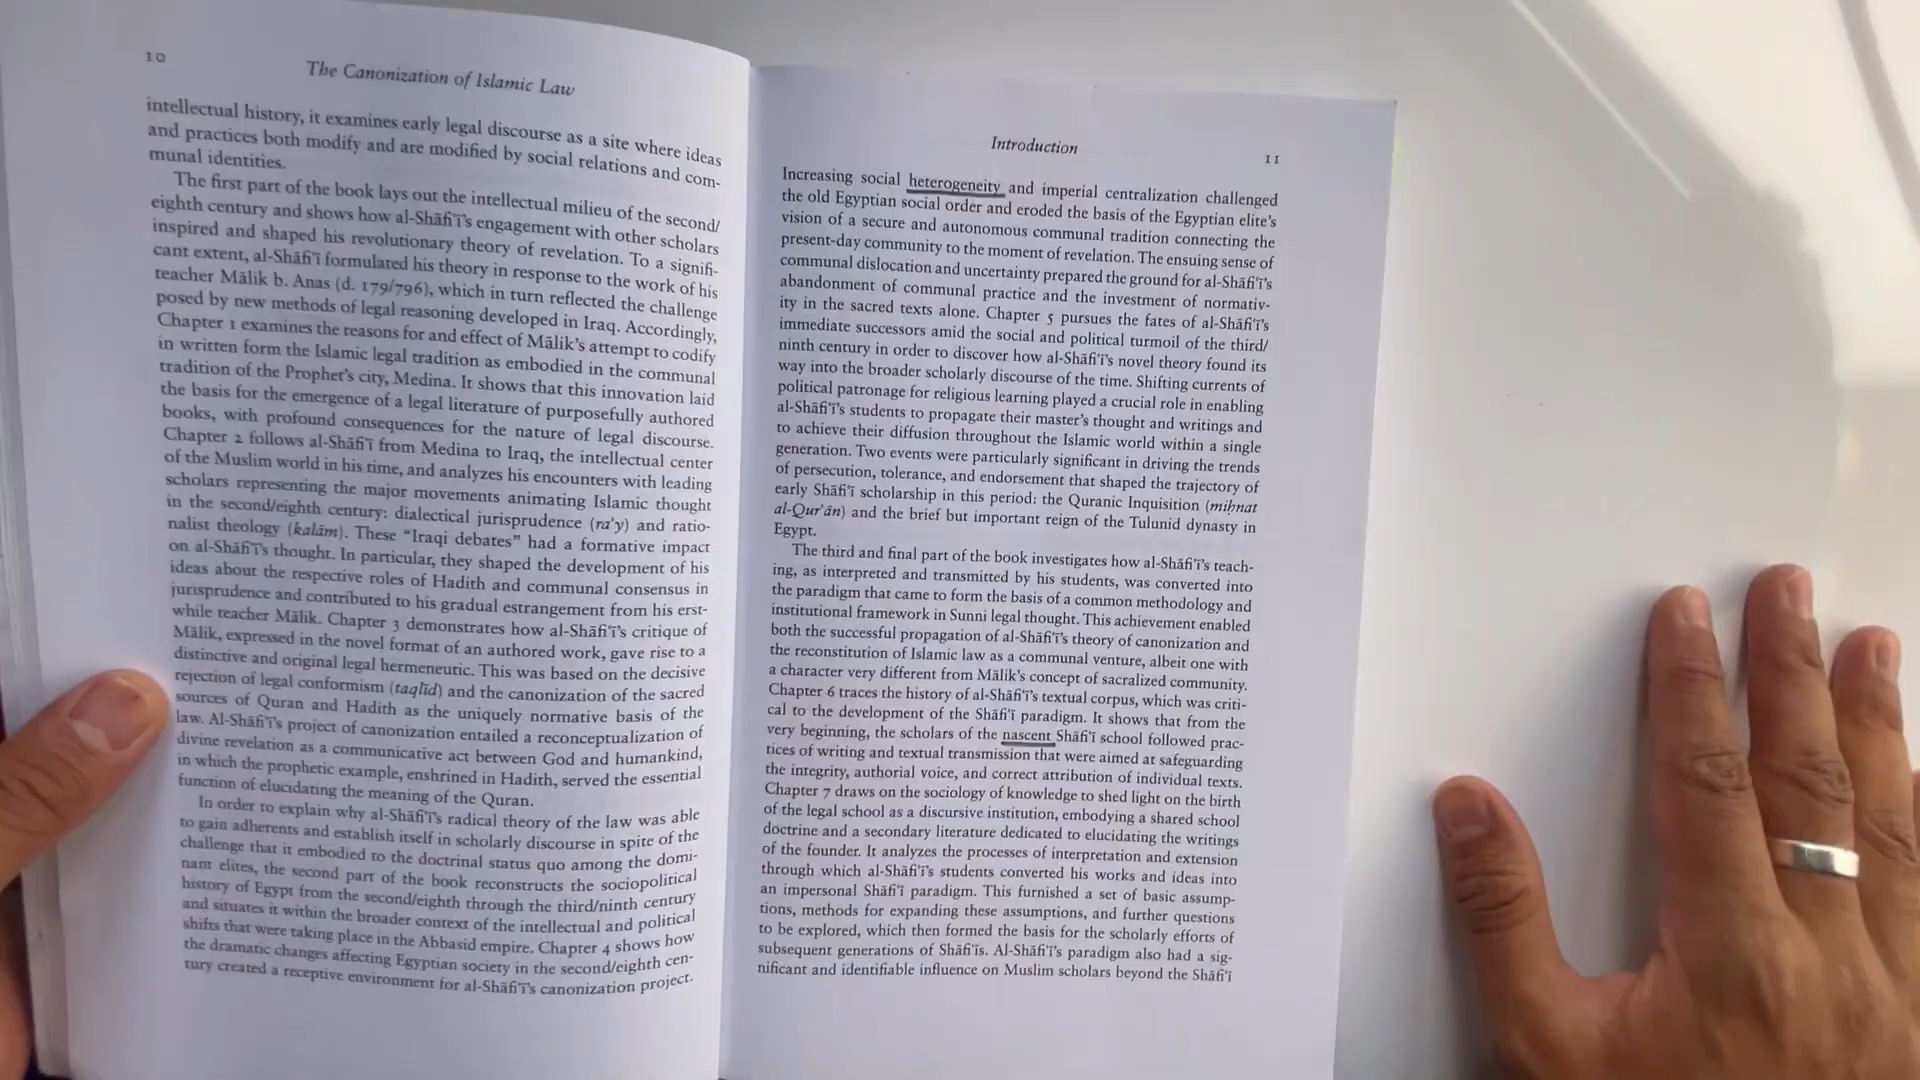 10
The Canonization of Islamic Law
intellectual history, it examines early legal discourse as a site where ideas
and practices both modify and are modified by social relations and com-
munal identities.
The first part of the book lays out the intellectual milieu of the second/
eighth century and shows how al-Shāfiʿī's engagement with other scholars
inspired and shaped his revolutionary theory of revelation. To a signifi-
cant extent, al-Shāfiʿī formulated his theory in response to the work of his
teacher Mālik b. Anas (d. 179/796), which in turn reflected the challenge
posed by new methods of legal reasoning developed in Iraq. Accordingly,
Chapter 1 examines the reasons for and effect of Mālik's attempt to codify
in written form the Islamic legal tradition as embodied in the communal
tradition of the Prophet's city, Medina. It shows that this innovation laid
the basis for the emergence of a legal literature of purposefully authored
books, with profound consequences for the nature of legal discourse.
Chapter 2 follows al-Shāfiʿī from Medina to Iraq, the intellectual center
of the Muslim world in his time, and analyzes his encounters with leading
scholars representing the major movements animating Islamic thought
in the second/eighth century: dialectical jurisprudence (ra'y) and ratio-
nalist theology (kalām). These "Iraqi debates" had a formative impact
on al-Shāfiʿī's thought. In particular, they shaped the development of his
ideas about the respective roles of Hadith and communal consensus in
jurisprudence and contributed to his gradual estrangement from his erst-
while teacher Mālik. Chapter 3 demonstrates how al-Shāfiʿī's critique of
Mālik, expressed in the novel format of an authored work, gave rise to a
distinctive and original legal hermeneutic. This was based on the decisive
rejection of legal conformism (taqlīd) and the canonization of the sacred
sources of Quran and Hadith as the uniquely normative basis of the
law. Al-Shāfiʿī's project of canonization entailed a reconceptualization of
divine revelation as a communicative act between God and humankind,
in which the prophetic example, enshrined in Hadith, served the essential
function of elucidating the meaning of the Quran.
In order to explain why al-Shāfiʿī's radical theory of the law was able
to gain adherents and establish itself in scholarly discourse in spite of the
challenge that it embodied to the doctrinal status quo among the domi-
nant elites, the second part of the book reconstructs the sociopolitical
history of Egypt from the second/eighth through the third/ninth century
and situates it within the broader context of the intellectual and political
shifts that were taking place in the Abbasid empire. Chapter 4 shows how
the dramatic changes affecting Egyptian society in the second/eighth cen-
tury created a receptive environment for al-Shāfiʿī's canonization project.
Introduction
11
Increasing social heterogeneity and imperial centralization challenged
the old Egyptian social order and eroded the basis of the Egyptian elite's
vision of a secure and autonomous communal tradition connecting the
present-day community to the moment of revelation. The ensuing sense of
communal dislocation and uncertainty prepared the ground for al-Shāfiʿī's
abandonment of communal practice and the investment of normativ-
ity in the sacred texts alone. Chapter 5 pursues the fates of al-Shāfiʿī's
immediate successors amid the social and political turmoil of the third/
ninth century in order to discover how al-Shāfiʿī's novel theory found its
way into the broader scholarly discourse of the time. Shifting currents of
political patronage for religious learning played a crucial role in enabling
al-Shāfiʿī's students to propagate their master's thought and writings and
to achieve their diffusion throughout the Islamic world within a single
generation. Two events were particularly significant in driving the trends
of persecution, tolerance, and endorsement that shaped the trajectory of
early Shāfiʿī scholarship in this period: the Quranic Inquisition (miḥnat
al-Qur'ān) and the brief but important reign of the Tulunid dynasty in
Egypt.
The third and final part of the book investigates how al-Shāfiʿī's teach-
ing, as interpreted and transmitted by his students, was converted into
the paradigm that came to form the basis of a common methodology and
institutional framework in Sunni legal thought. This achievement enabled
both the successful propagation of al-Shāfiʿī's theory of canonization and
the reconstitution of Islamic law as a communal venture, albeit one with
a character very different from Mālik's concept of sacralized community.
Chapter 6 traces the history of al-Shāfiʿī's textual corpus, which was criti-
cal to the development of the Shāfiʿī paradigm. It shows that from the
very beginning, the scholars of the nascent Shāfiʿī school followed prac-
tices of writing and textual transmission that were aimed at safeguarding
the integrity, authorial voice, and correct attribution of individual texts.
Chapter 7 draws on the sociology of knowledge to shed light on the birth
of the legal school as a discursive institution, embodying a shared school
doctrine and a secondary literature dedicated to elucidating the writings
of the founder. It analyzes the processes of interpretation and extension
through which al-Shāfiʿī's students converted his works and ideas into
an impersonal Shāfiʿī paradigm. This furnished a set of basic assump-
tions, methods for expanding these assumptions, and further questions
to be explored, which then formed the basis for the scholarly efforts of
subsequent generations of Shāfiʿīs. Al-Shāfiʿī's paradigm also had a sig-
nificant and identifiable influence on Muslim scholars beyond the Shāfiʿī